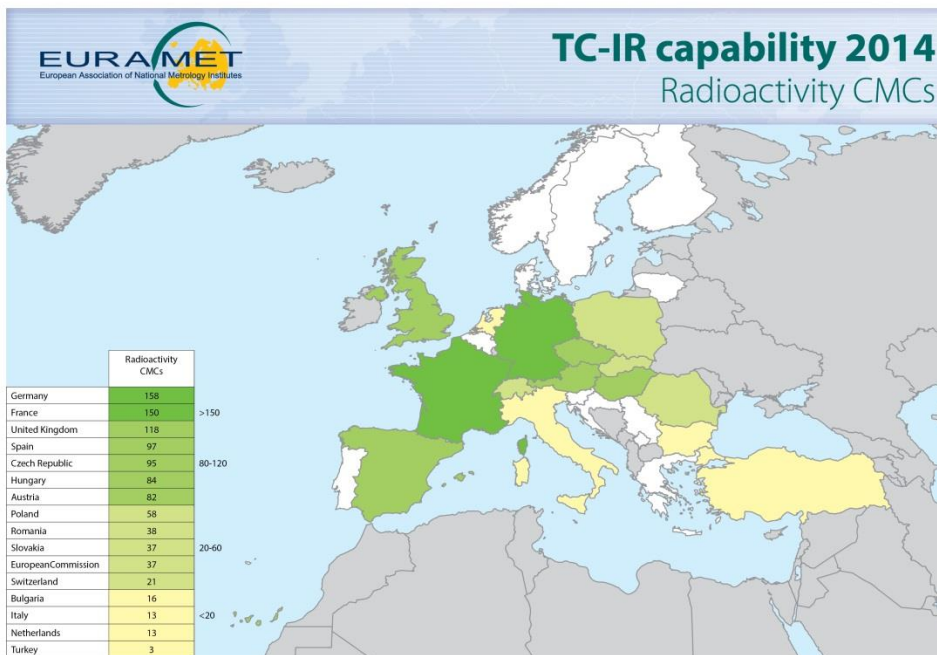 EURAMET
European Association of National Metrology Institutes
TC-IR capability 2014
Radioactivity CMCs
Radioactivity
CMCs
Germany 158
France 150 >150
United Kingdom 118
Spain 97
Czech Republic 95 80-120
Hungary 84
Austria 82
Poland 58
Romania 38
Slovakia 37 20-60
EuropeanCommission 37
Switzerland 21
Bulgaria 16
Italy 13 <20
Netherlands 13
Turkey 3